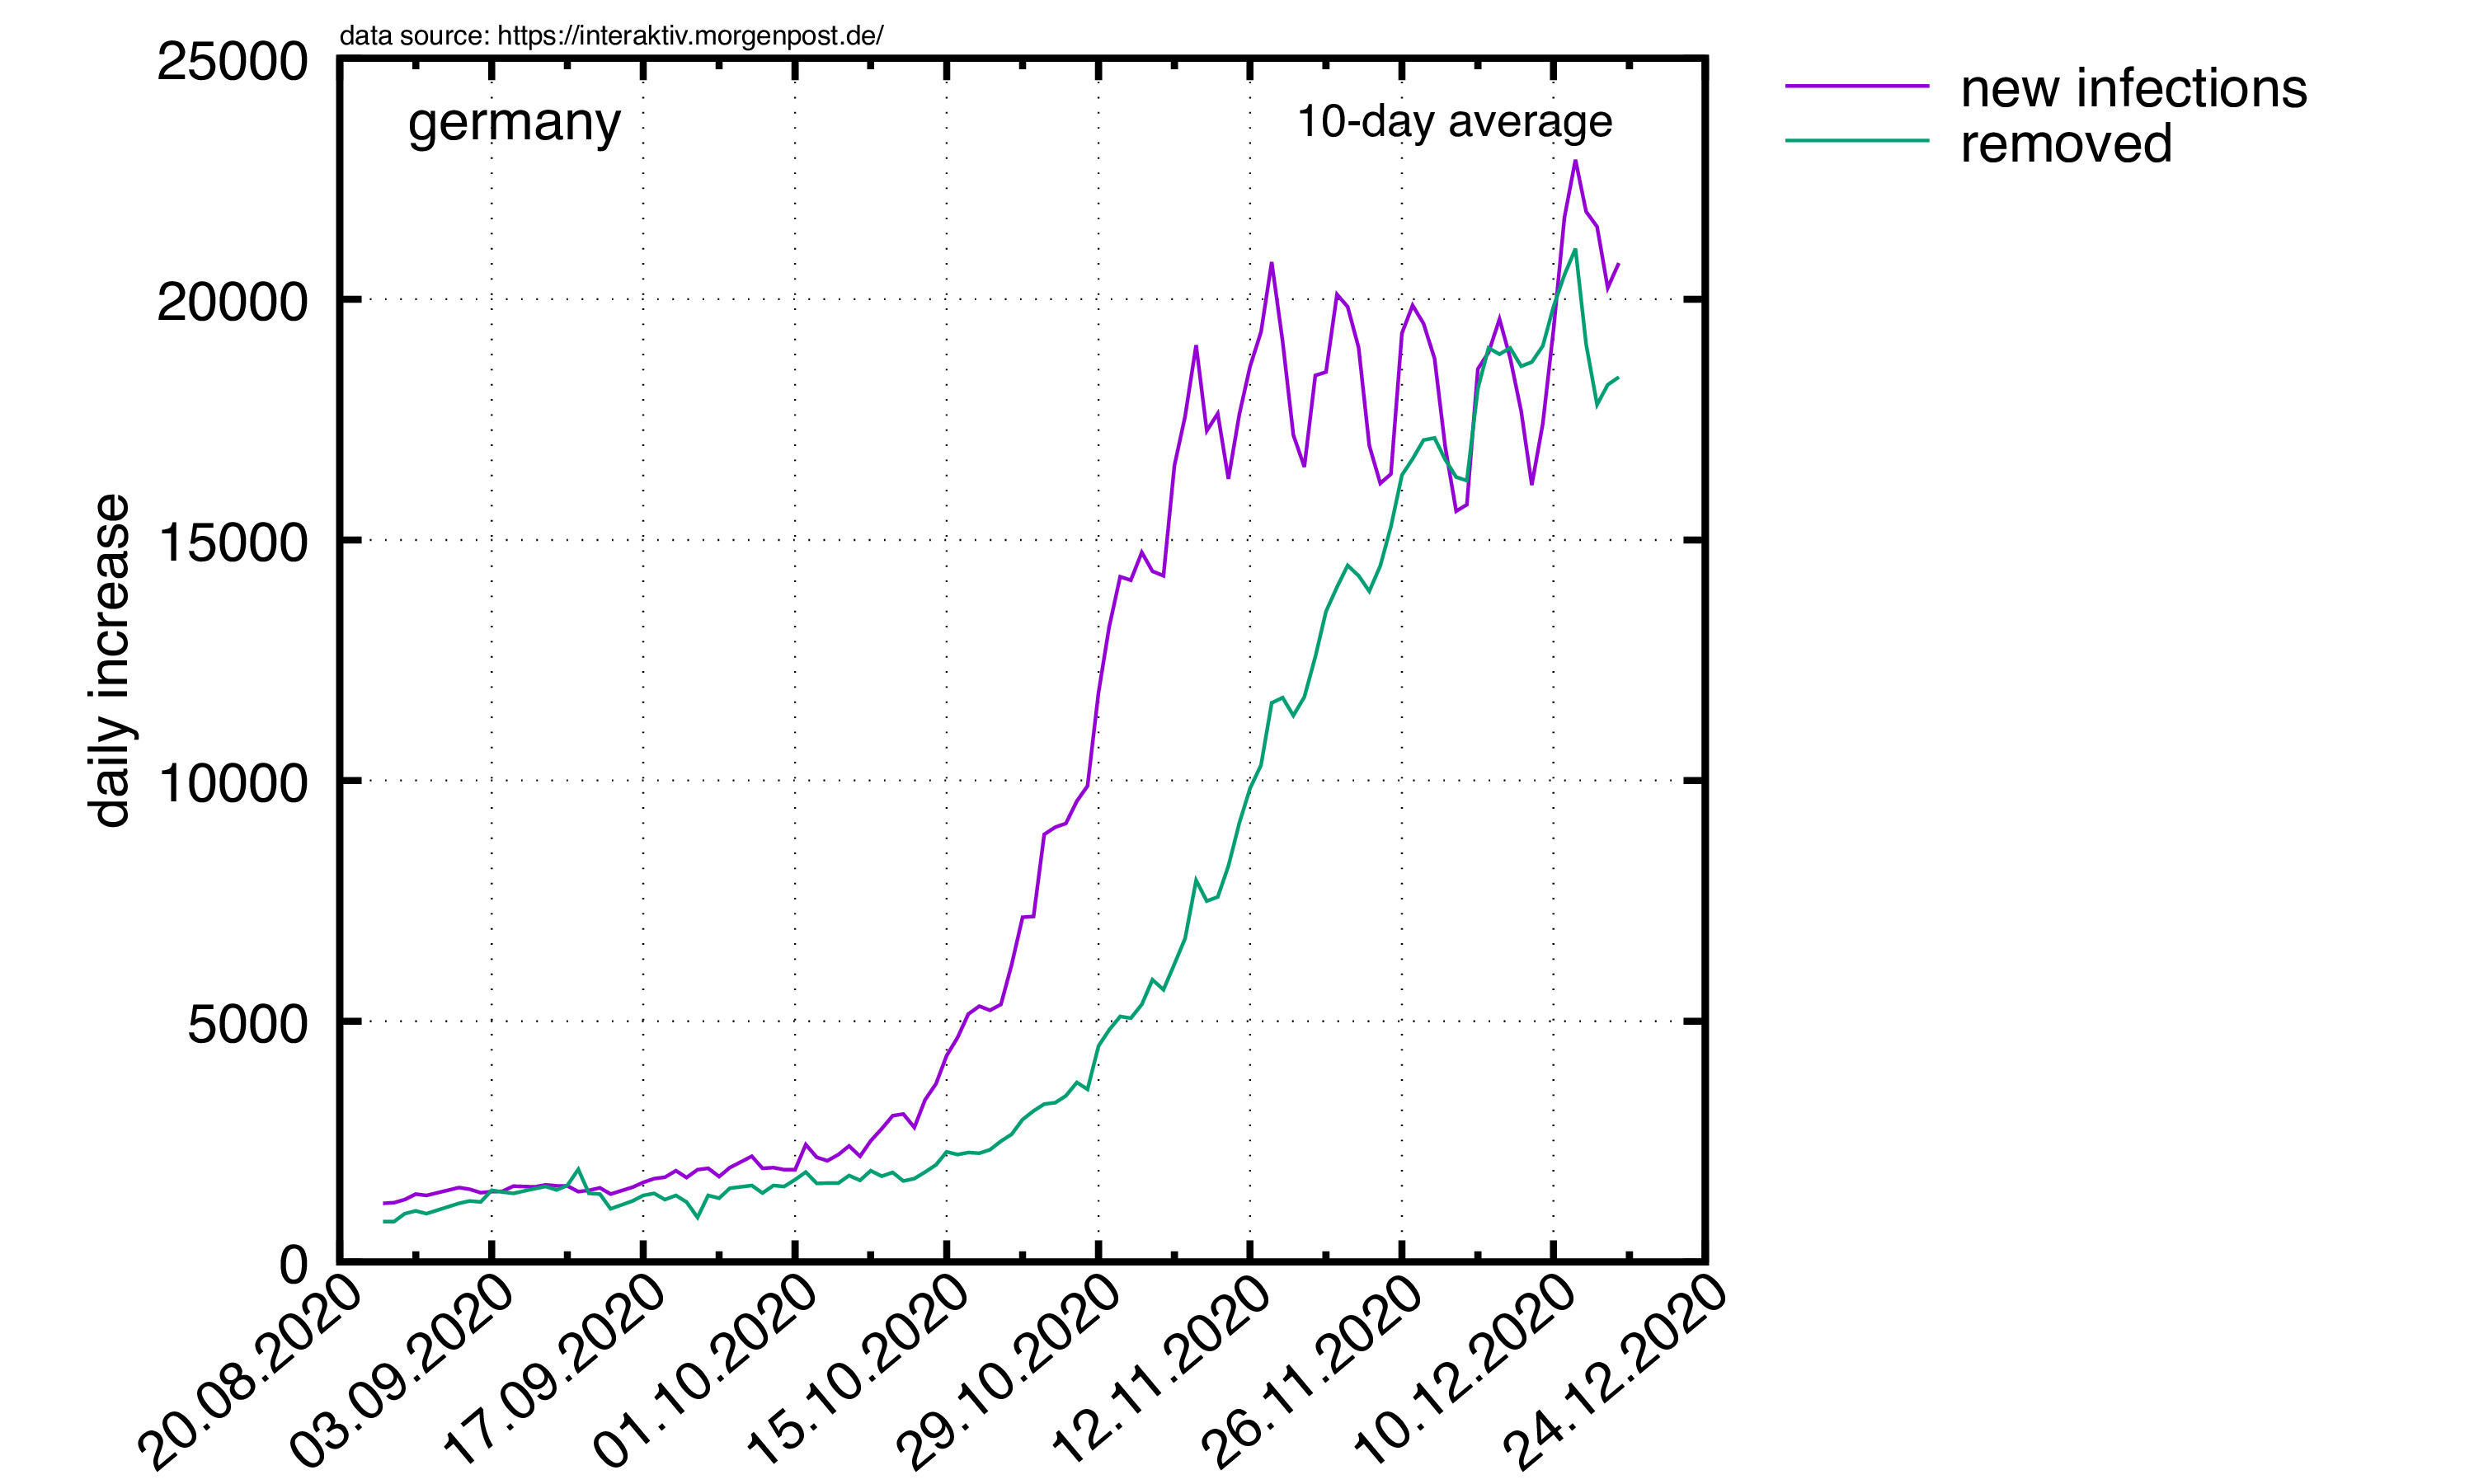 data source: https://interaktiv.morgenpost.de/
germany
10-day average
new infections
removed
daily increase
25000
20000
15000
10000
5000
0
20.08.2020
03.09.2020
17.09.2020
01.10.2020
15.10.2020
29.10.2020
12.11.2020
26.11.2020
10.12.2020
24.12.2020